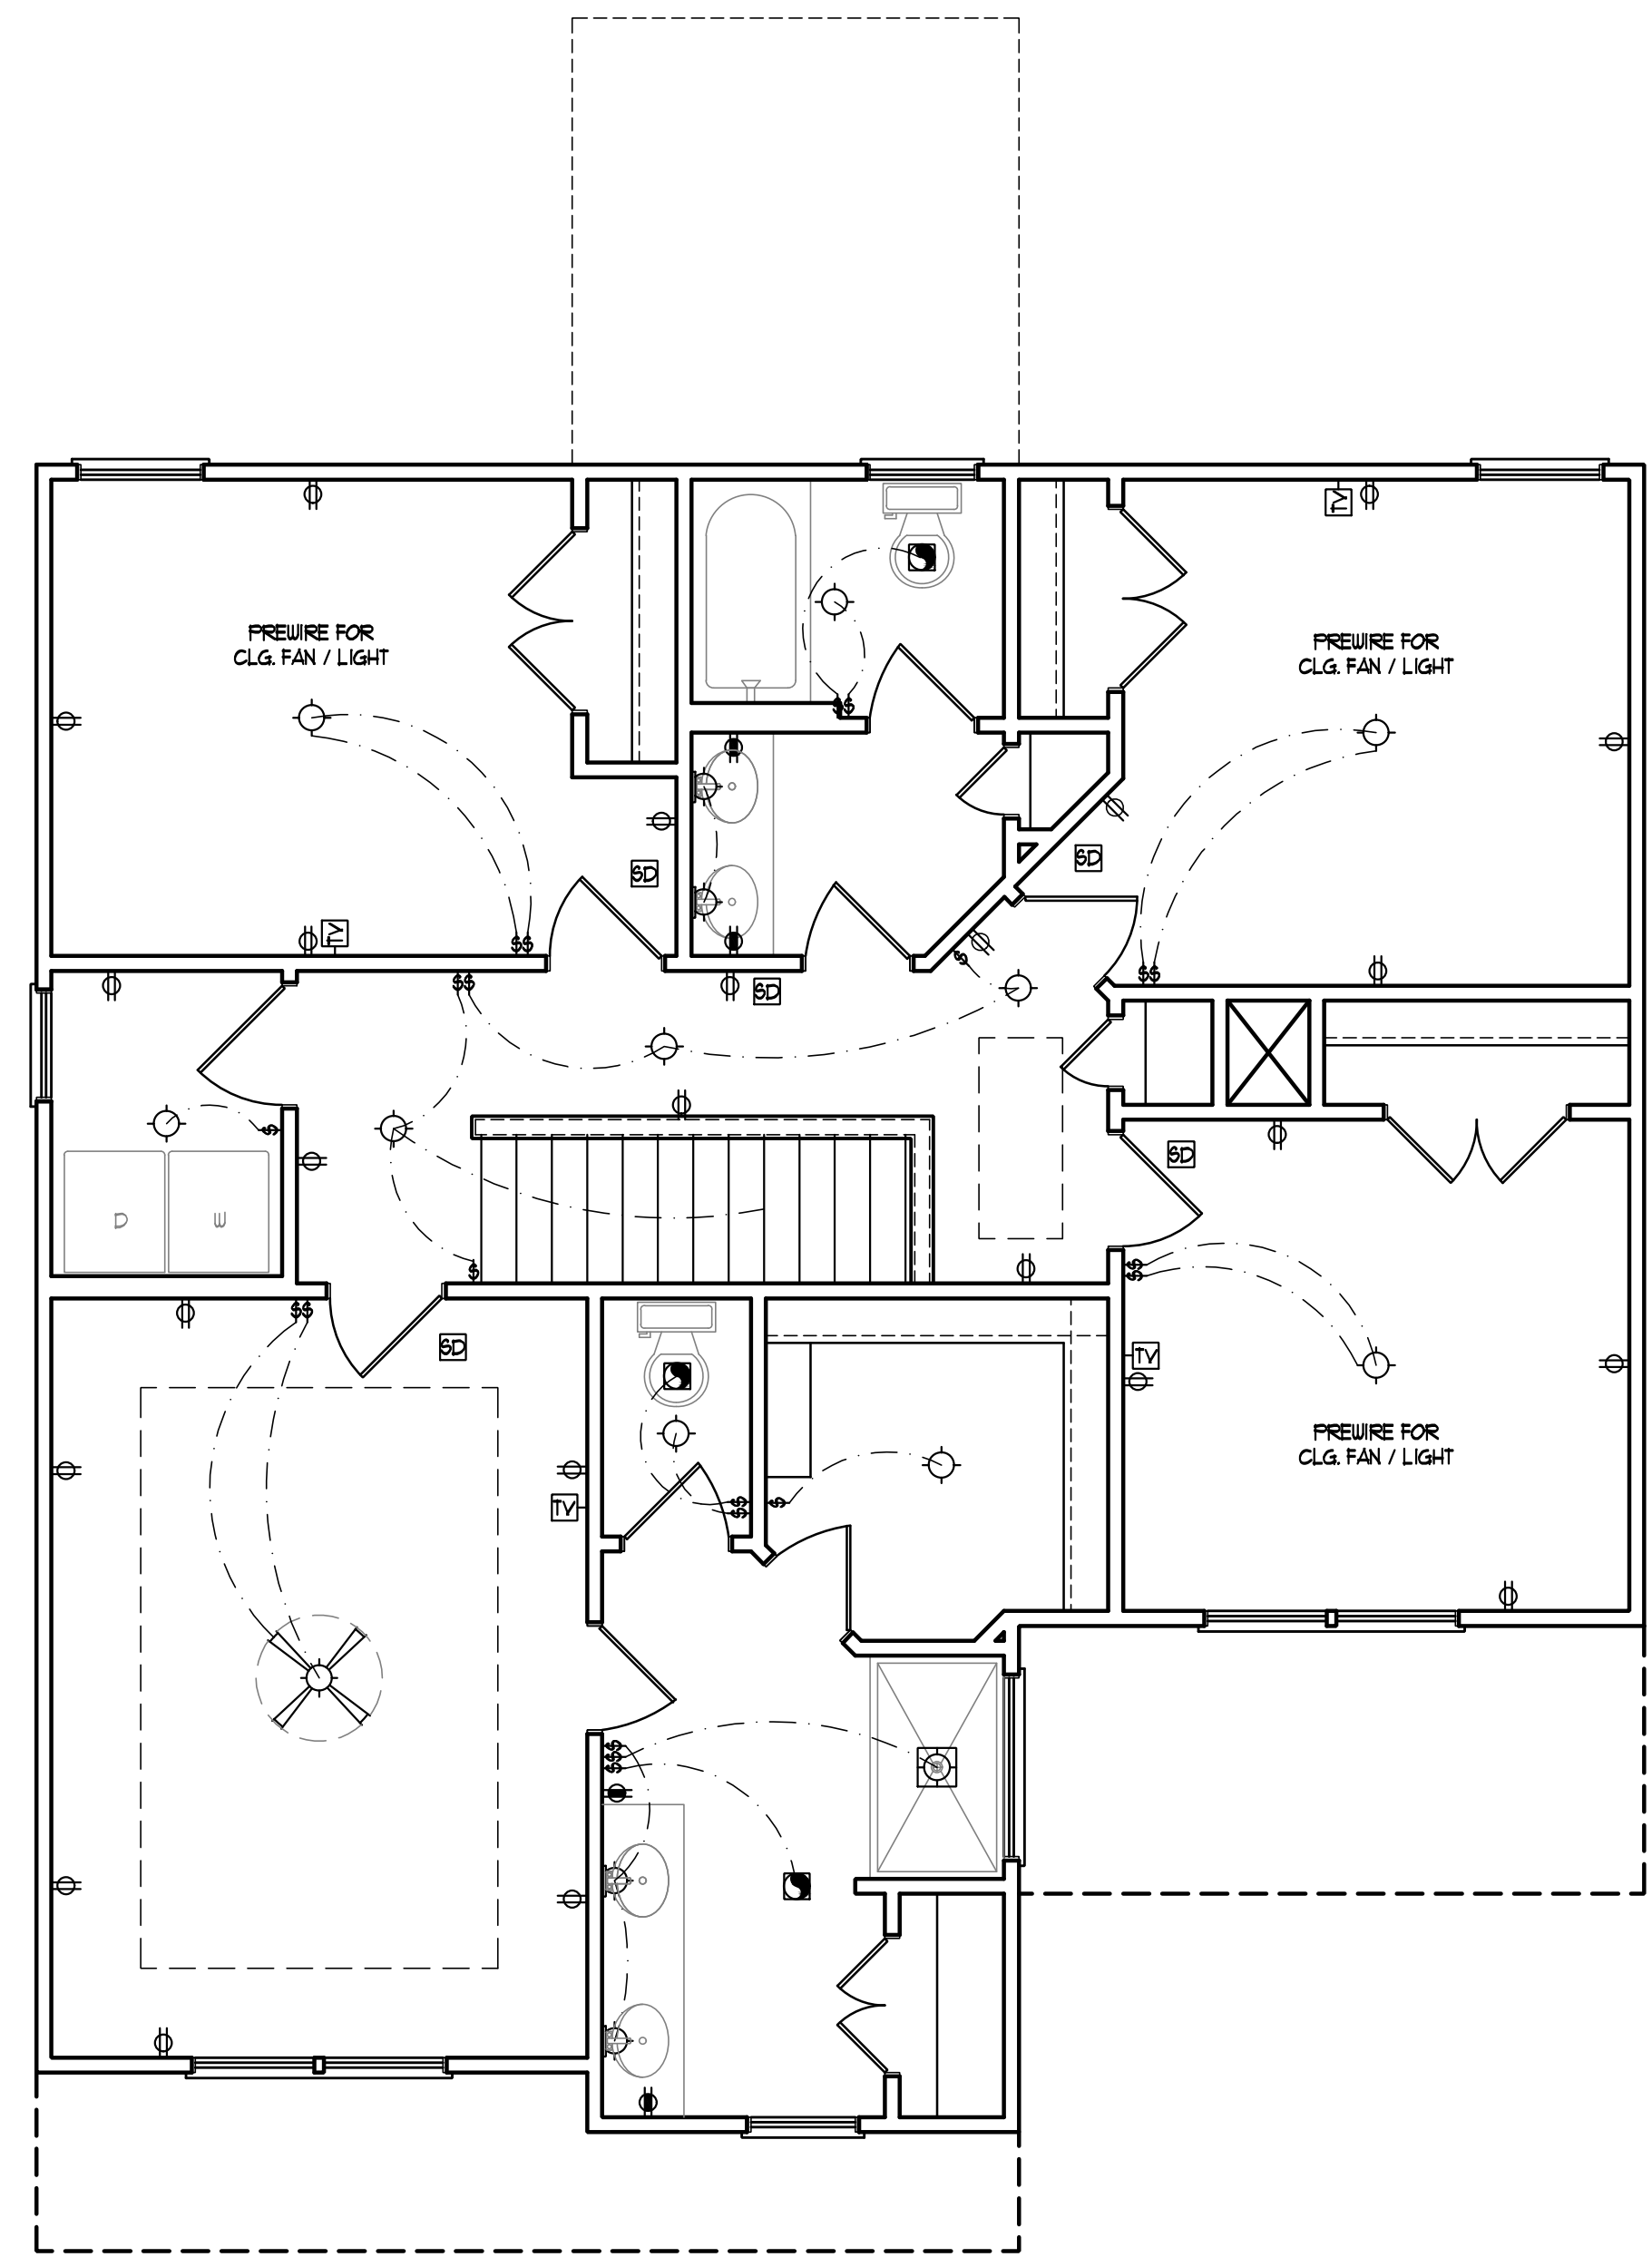 TV
PREWIRE FOR
CLG. FAN / LIGHT
PREWIRE FOR
CLG. FAN / LIGHT
$$
SD
SD
TV
$$
$$
$
$$
SD
$
SD
D
W
$
$$
$$
SD
TV
TV
$$
$
PREWIRE FOR
CLG. FAN / LIGHT
$$$